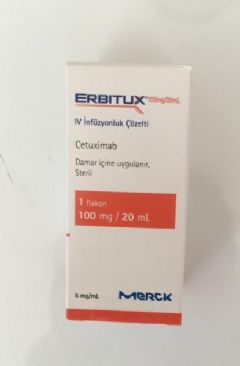 ERBITUX 100mg/20mL
IV İnfüzyonluk Çözelti
Cetuximab
Damar içine uygulanır.
Steril
1 flakon
100 mg / 20 mL
5 mg/mL
MERCK